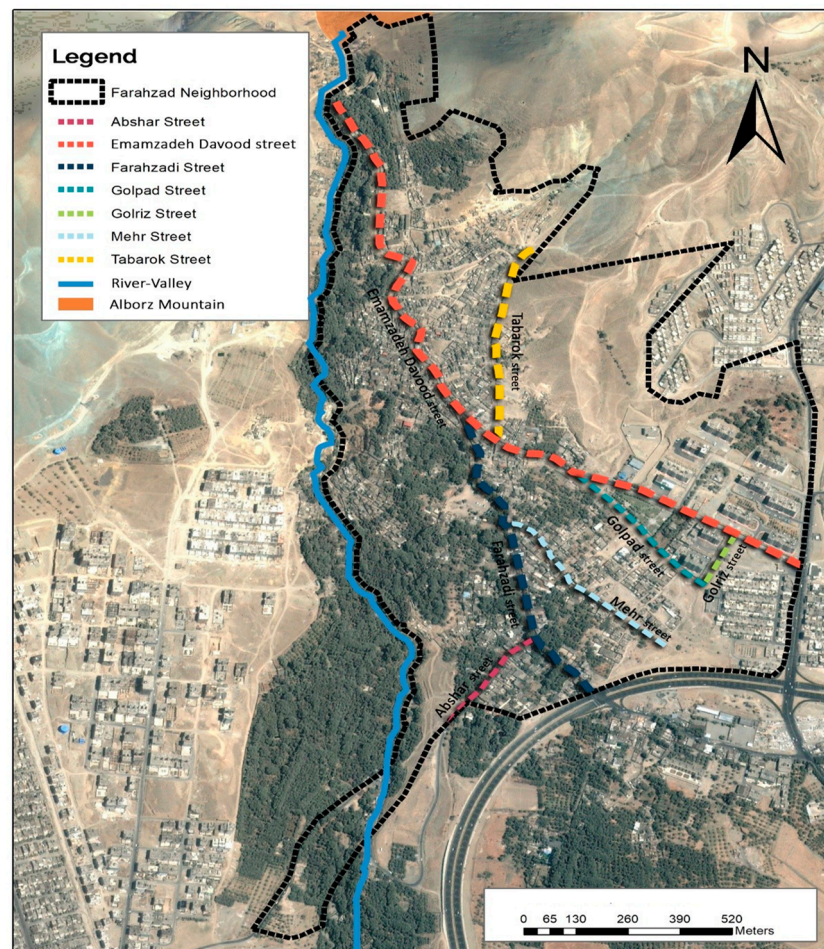 Legend
Farahzad Neighborhood
Abshar Street
Emamzadeh Davood street
Farahzadi Street
Golpad Street
Golriz Street
Mehr Street
Tabarok Street
River-Valley
Alborz Mountain
N
Tabarok street
Emamzadeh Davood street
Golpad street
Golriz street
Farahzadi street
Mehr street
Abshar street
0 65 130 260 390 520
Meters